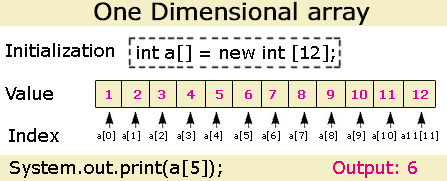 One Dimensional array
Initialization int a[] = new int [12];
Value 1 2 3 4 5 6 7 8 9 10 11 12
Index a[0] a[1] a[2] a[3] a[4] a[5] a[6] a[7] a[8] a[9] a[10] a11[11]
System.out.print(a[5]); Output: 6